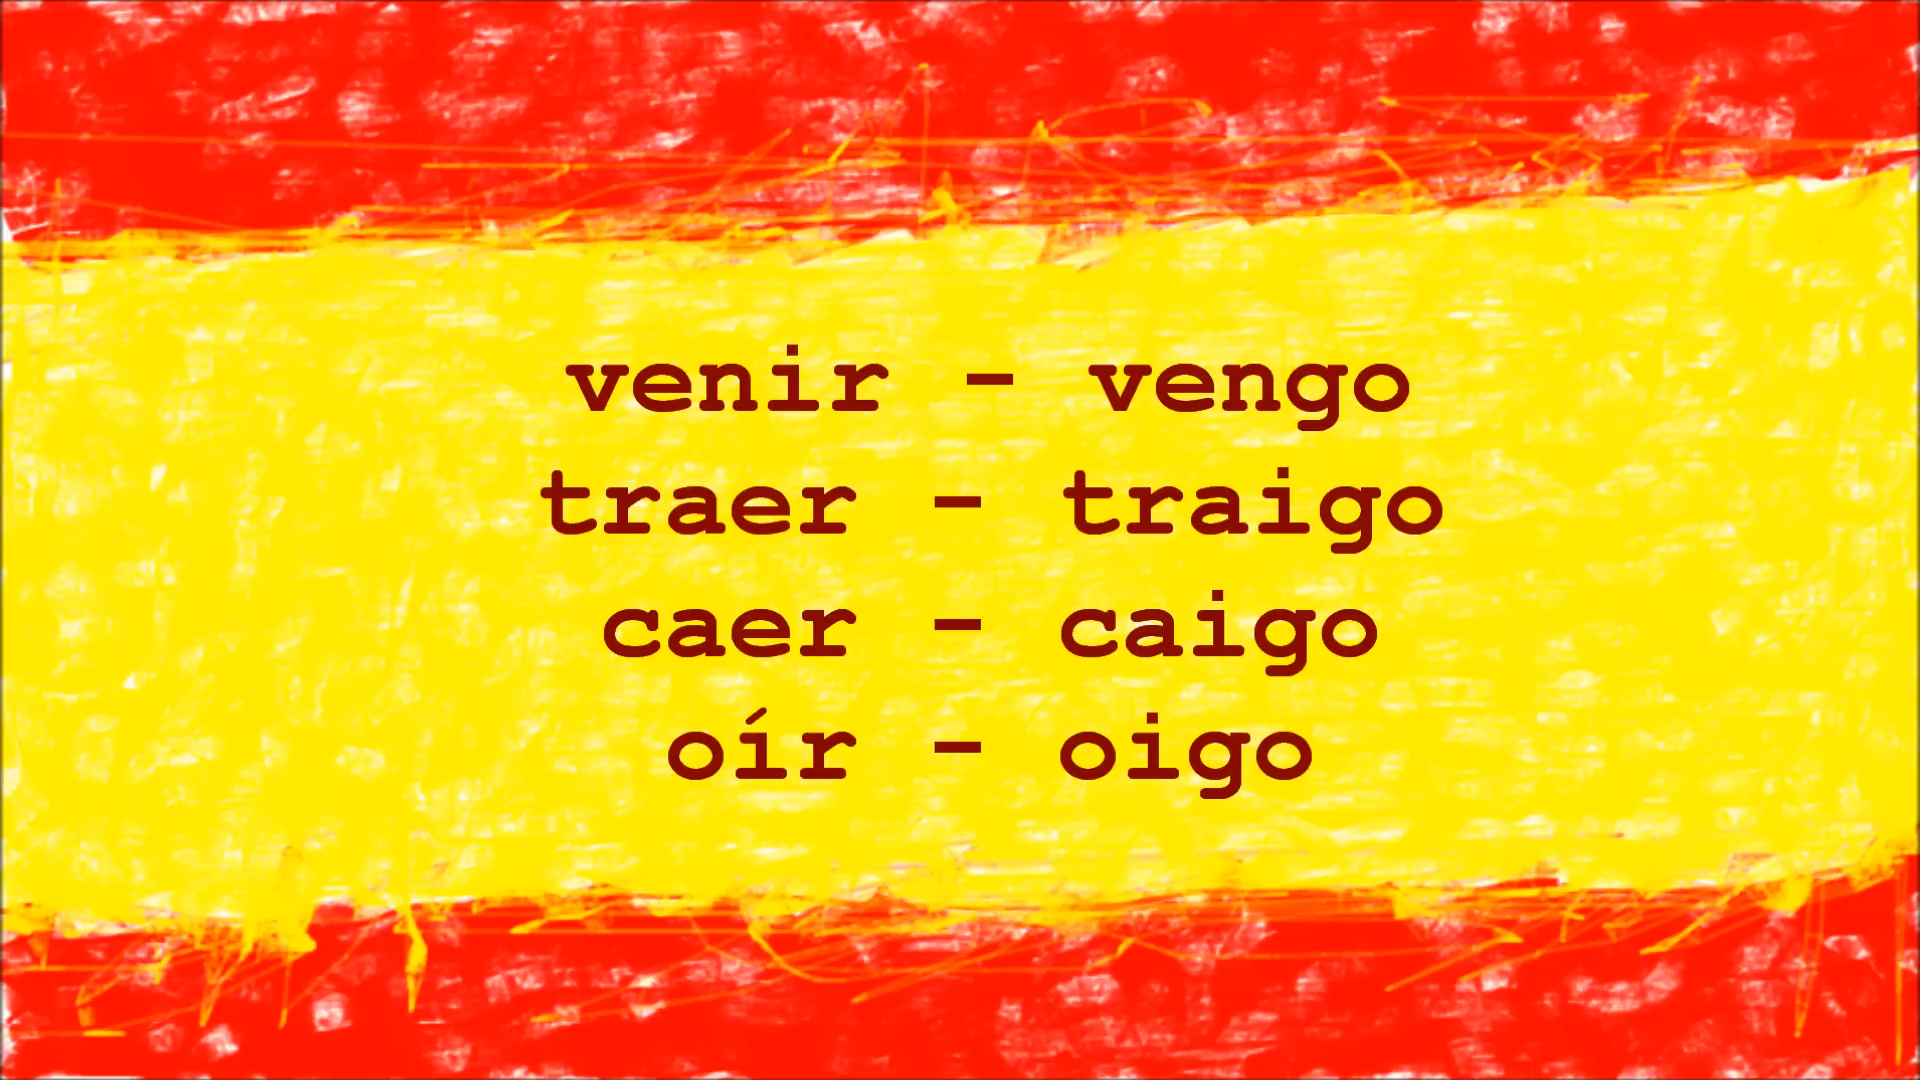 venir - vengo
traer - traigo
caer - caigo
oír - oigo